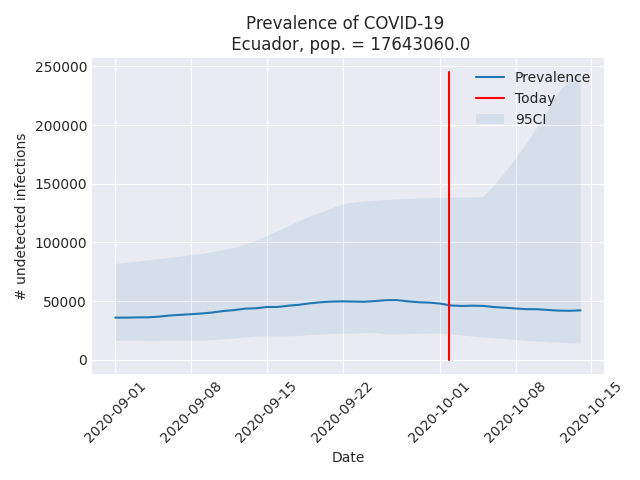 Prevalence of COVID-19
Ecuador, pop. = 17643060.0
250000
200000
150000
100000
50000
0
# undetected infections
Prevalence
Today
95CI
2020-09-01
2020-09-08
2020-09-15
2020-09-22
2020-10-01
2020-10-08
2020-10-15
Date